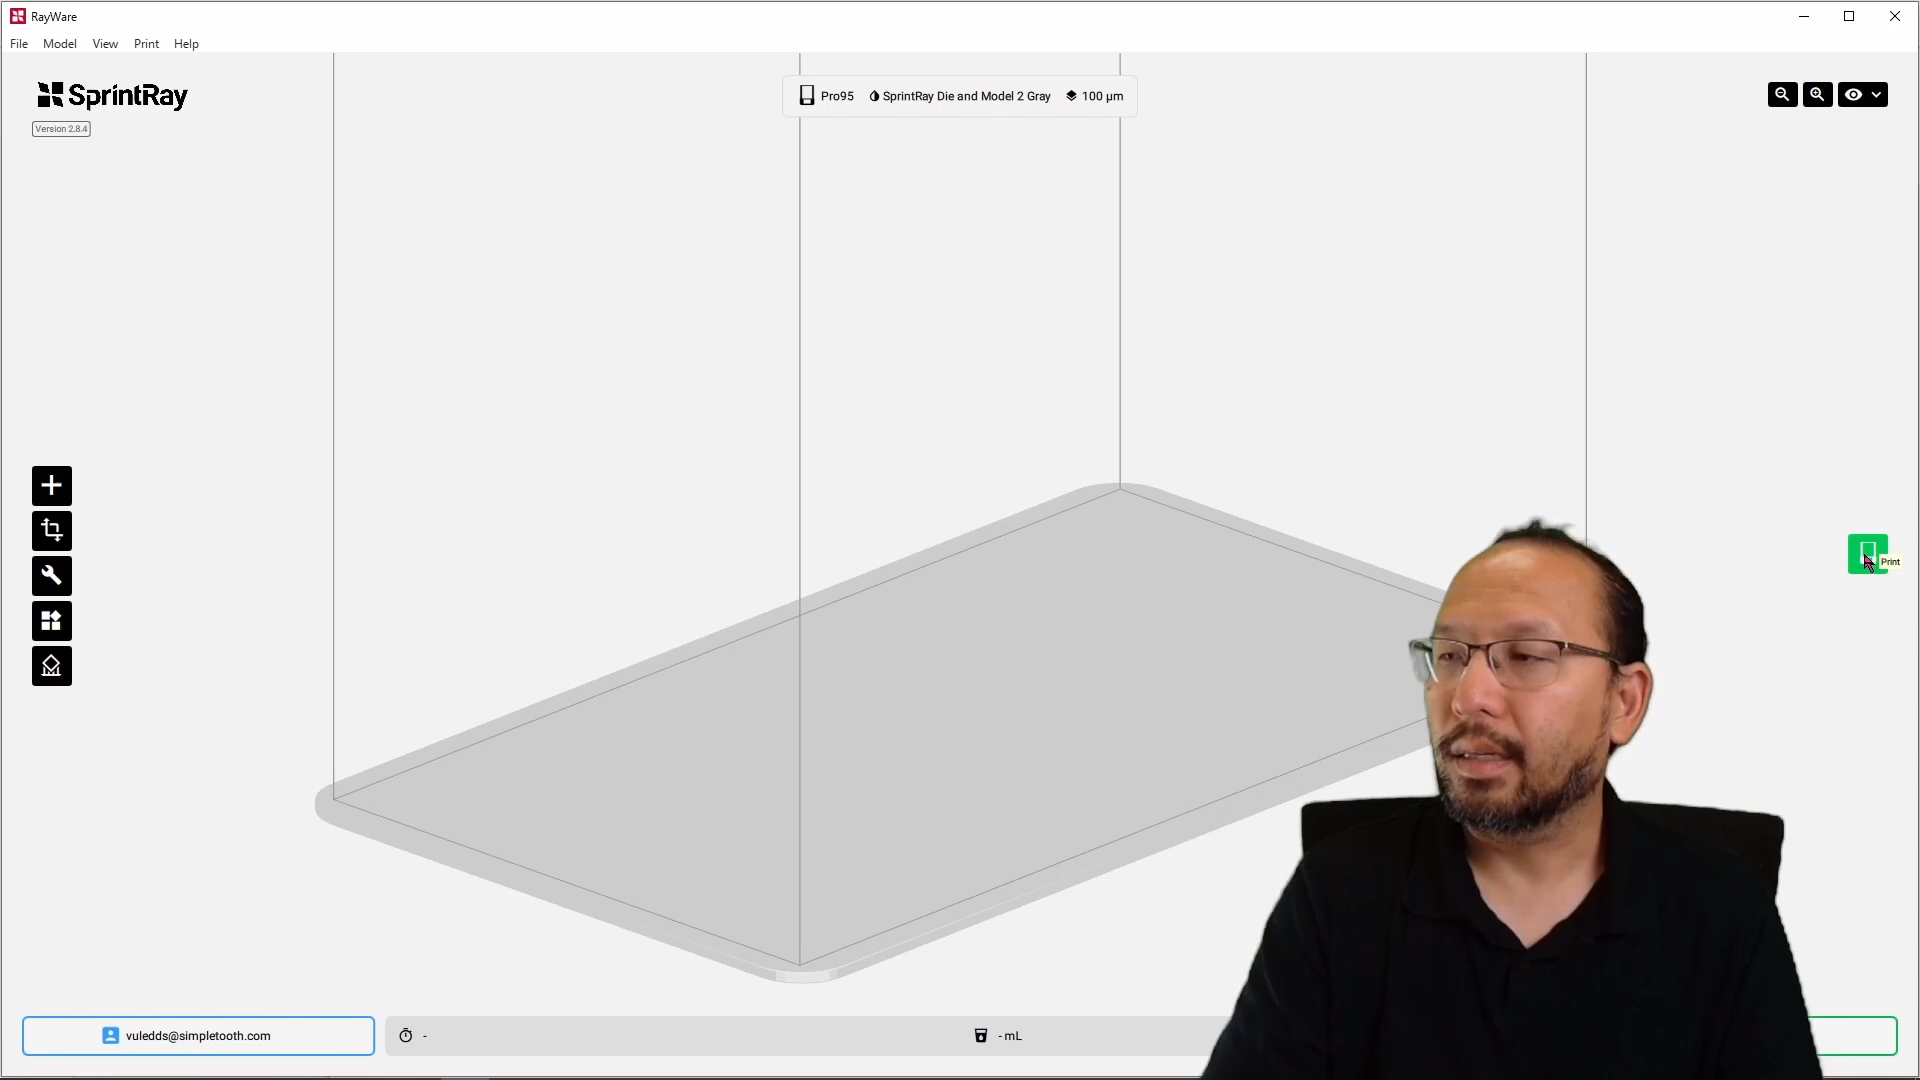 RayWare
File Model View Print Help
SprintRay
Version 2.8.4
Pro95 SprintRay Die and Model 2 Gray 100 µm
Print
vuledds@simpletooth.com
-
- mL